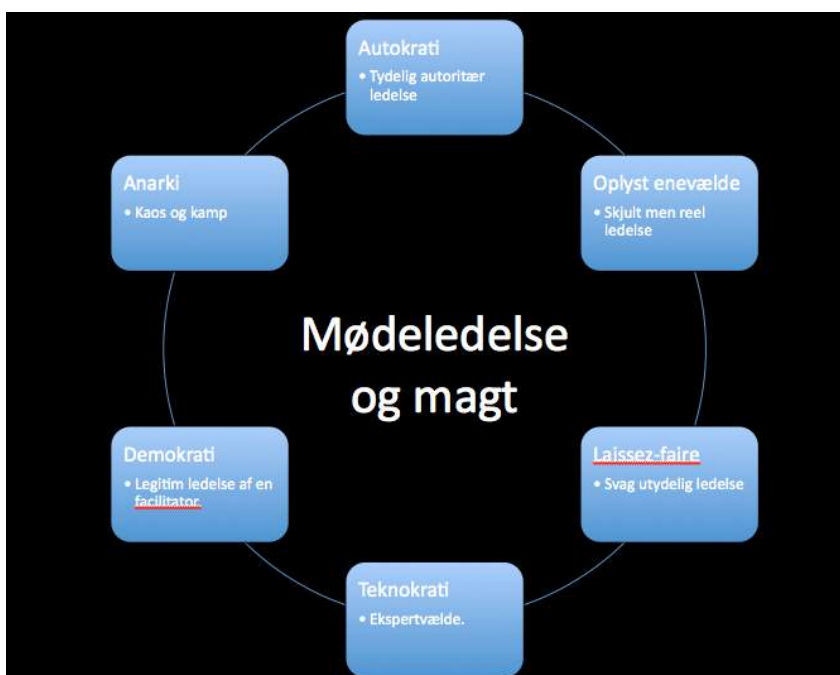 Autokrati
• Tydelig autoritær
ledelse
Oplyst enevælde
• Skjult men reel
ledelse
Laissez-faire
• Svag utydelig ledelse
Teknokrati
• Ekspertvælde.
Demokrati
• Legitim ledelse af en
facilitator.
Anarki
• Kaos og kamp
Mødeledelse
og magt